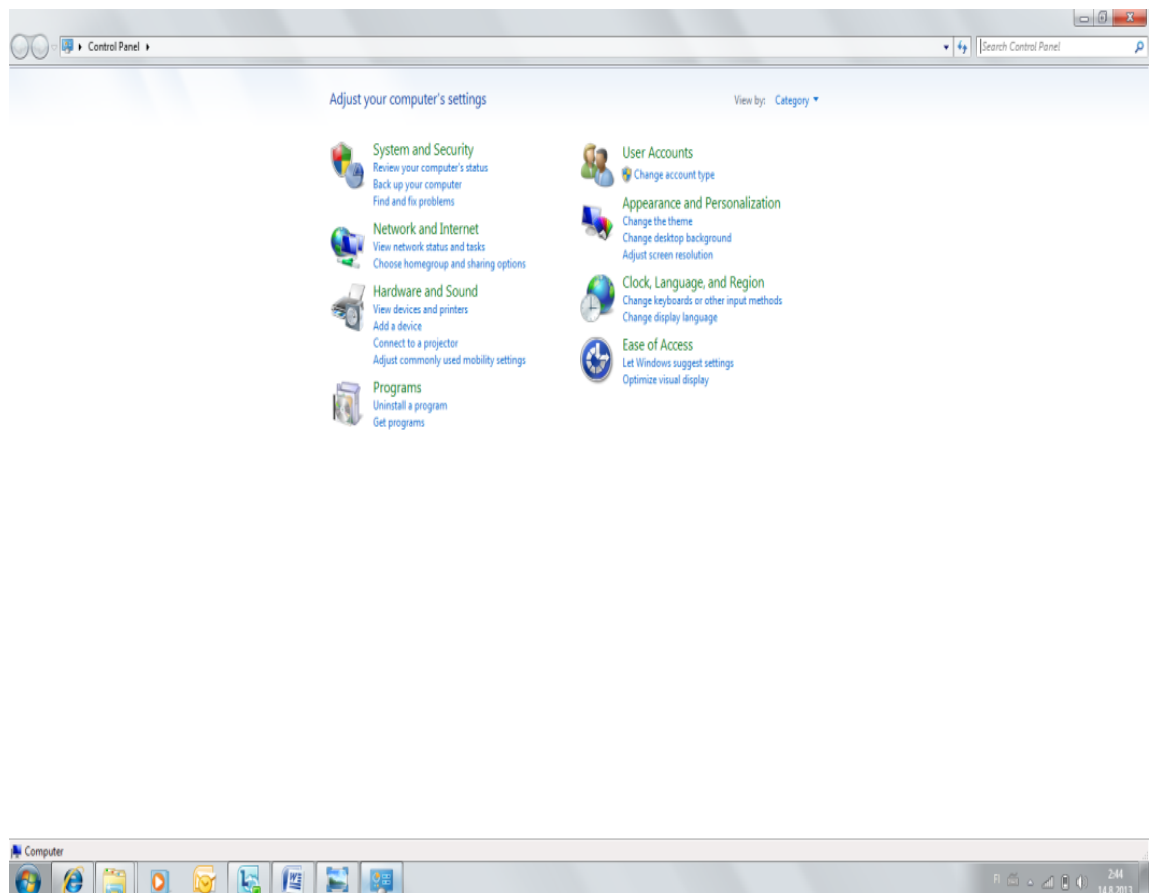 Control Panel
Search Control Panel
Adjust your computer's settings
View by: Category
System and Security
Review your computer's status
Back up your computer
Find and fix problems
Network and Internet
View network status and tasks
Choose homegroup and sharing options
Hardware and Sound
View devices and printers
Add a device
Connect to a projector
Adjust commonly used mobility settings
Programs
Uninstall a program
Get programs
User Accounts
Change account type
Appearance and Personalization
Change the theme
Change desktop background
Adjust screen resolution
Clock, Language, and Region
Change keyboards or other input methods
Change display language
Ease of Access
Let Windows suggest settings
Optimize visual display
Computer
FI
2:44
14.8.2013